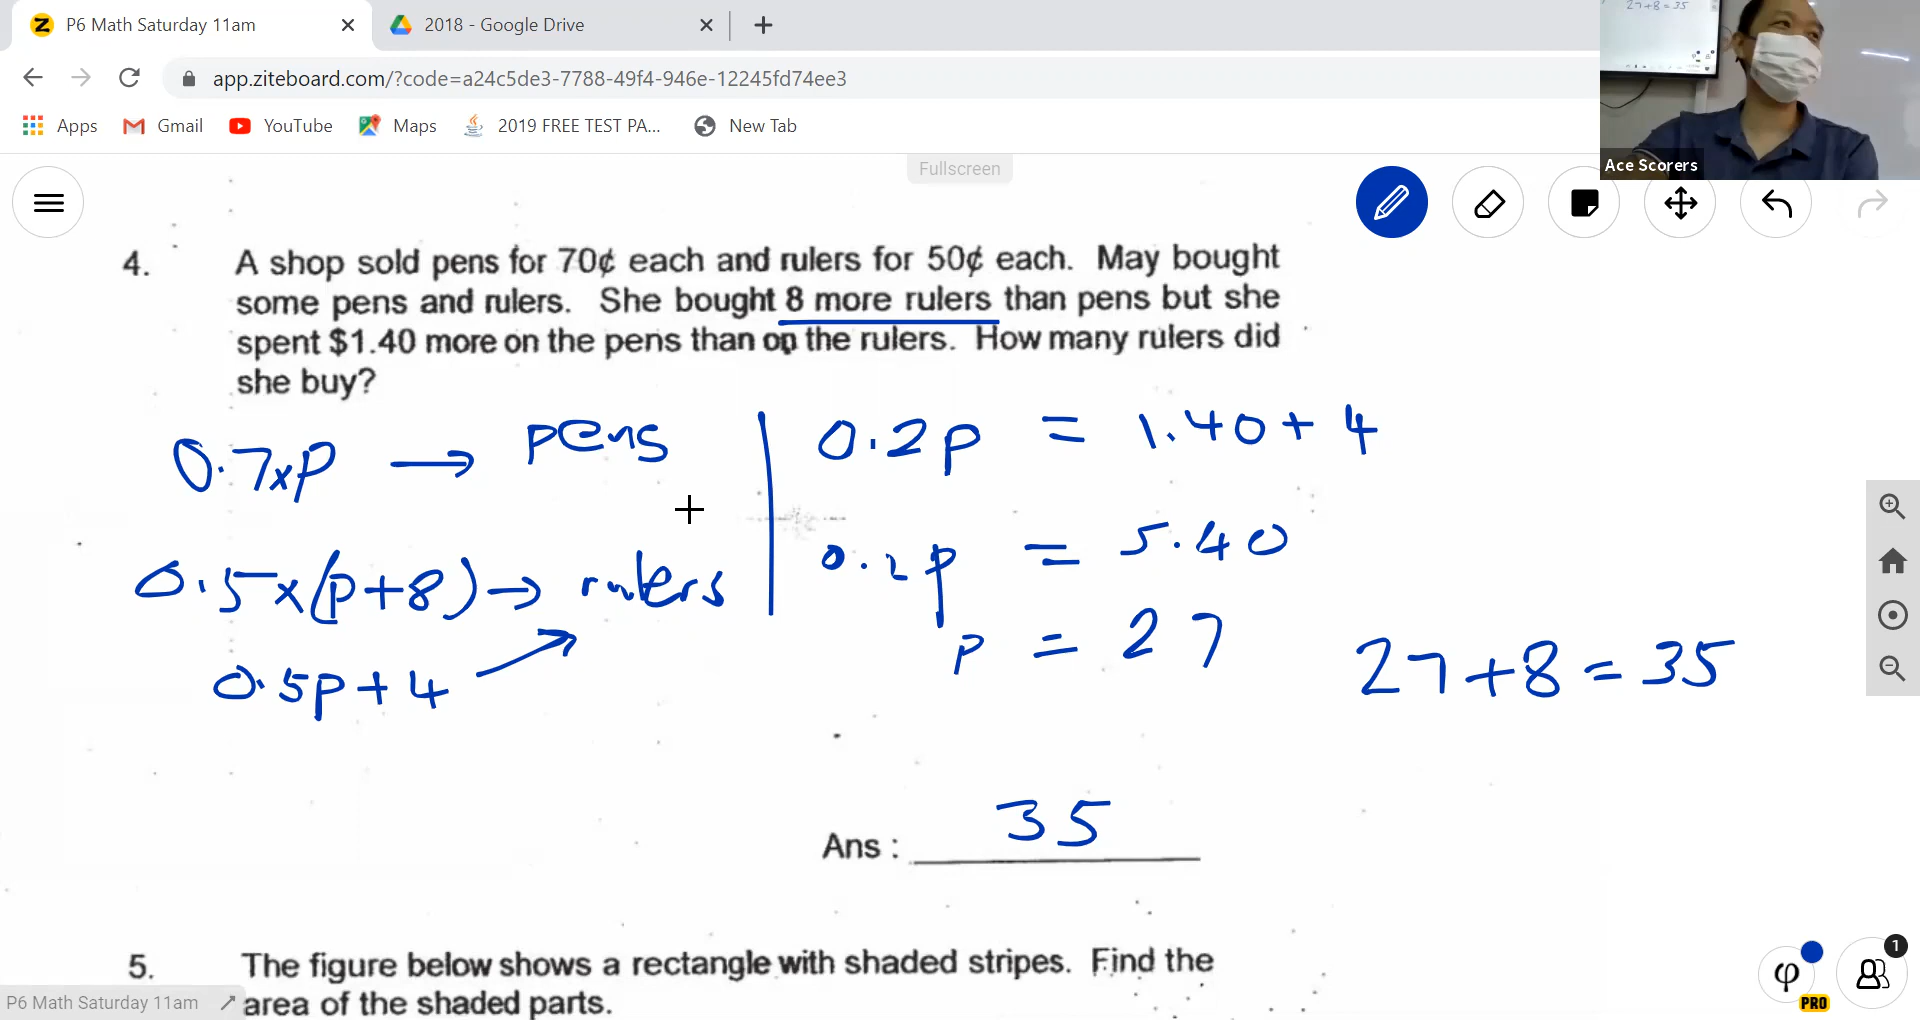 P6 Math Saturday 11am
2018 - Google Drive
app.ziteboard.com/?code=a24c5de3-7788-49f4-946e-12245fd74ee3
Apps Gmail YouTube Maps 2019 FREE TEST PA... New Tab
27+8=35
Ace Scorers
Fullscreen
4. A shop sold pens for 70¢ each and rulers for 50¢ each. May bought
some pens and rulers. She bought 8 more rulers than pens but she
spent $1.40 more on the pens than on the rulers. How many rulers did
she buy?
0.7xP → pens
0.5x(p+8) → rulers
0.5p+4
0.2p = 1.40+4
0.2p = 5.40
p = 27
27+8=35
Ans : 35
5. The figure below shows a rectangle with shaded stripes. Find the
area of the shaded parts.
P6 Math Saturday 11am
φ PRO
1